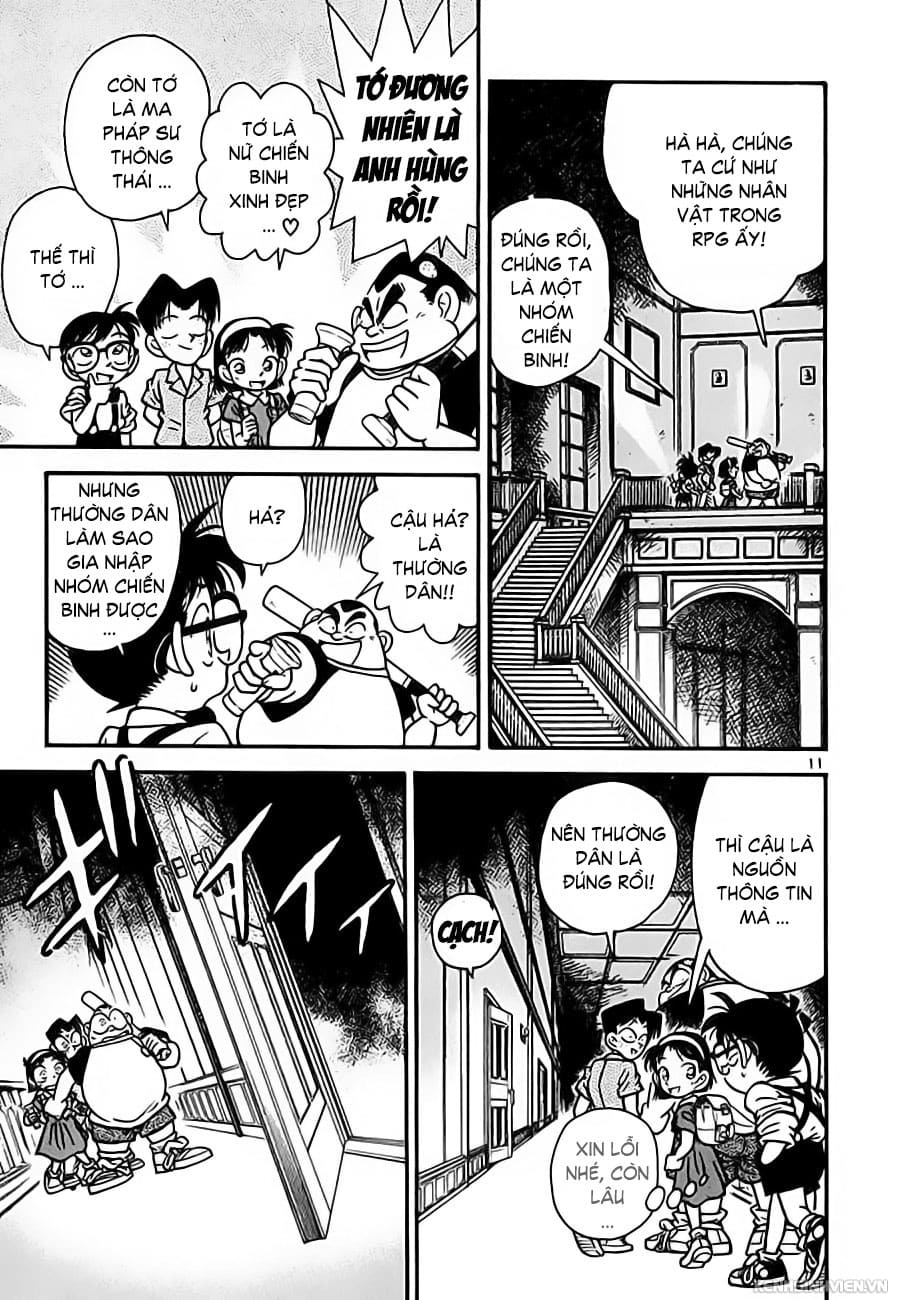 HÀ HÀ, CHÚNG
TA CỨ NHƯ
NHỮNG NHÂN
VẬT TRONG
RPG ẤY!
ĐÚNG RỒI,
CHÚNG TA
LÀ MỘT
NHÓM
CHIẾN
BINH!
TỚ ĐƯƠNG
NHIÊN LÀ
ANH HÙNG
RỒI!
TỚ LÀ
NỮ CHIẾN
BINH
XINH ĐẸP
... ♡
CÒN TỚ
LÀ MA
PHÁP SƯ
THÔNG
THÁI ...
THẾ THÌ
TỚ ...
CẬU HẢ?
LÀ
THƯỜNG
DÂN!!
HẢ?
NHƯNG
THƯỜNG DÂN
LÀM SAO
GIA NHẬP
NHÓM CHIẾN
BINH ĐƯỢC
...
11
THÌ CẬU LÀ
NGUỒN
THÔNG TIN
MÀ ...
NÊN THƯỜNG
DÂN LÀ
ĐÚNG RỒI!
CẠCH!
XIN LỖI
NHÉ, CÒN
LÂU
...
ギイイ